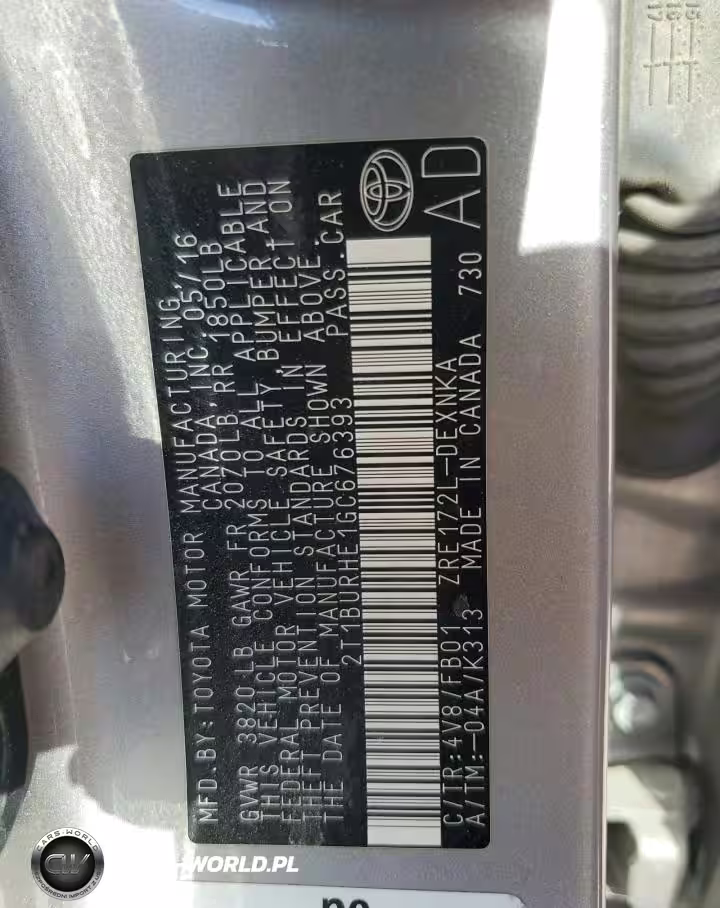 MFD.BY:TOYOTA MOTOR MANUFACTURING
CANADA,INC. 05/16
GVWR 3820 LB GAWR FR 2070LB,RR 1850LB
THIS VEHICLE CONFORMS TO ALL APPLICABLE
FEDERAL MOTOR VEHICLE SAFETY, BUMPER AND
THEFT PREVENTION STANDARDS IN EFFECT ON
THE DATE OF MANUFACTURE SHOWN ABOVE.
2T1BURHE1GC676393 PASS.CAR
C/TR:4V8/FB01 ZRE172L-DEXNKA
A/TM:-04A/K313 MADE IN CANADA 730
AD
CARS-WORLD
CW
-WORLD.PL